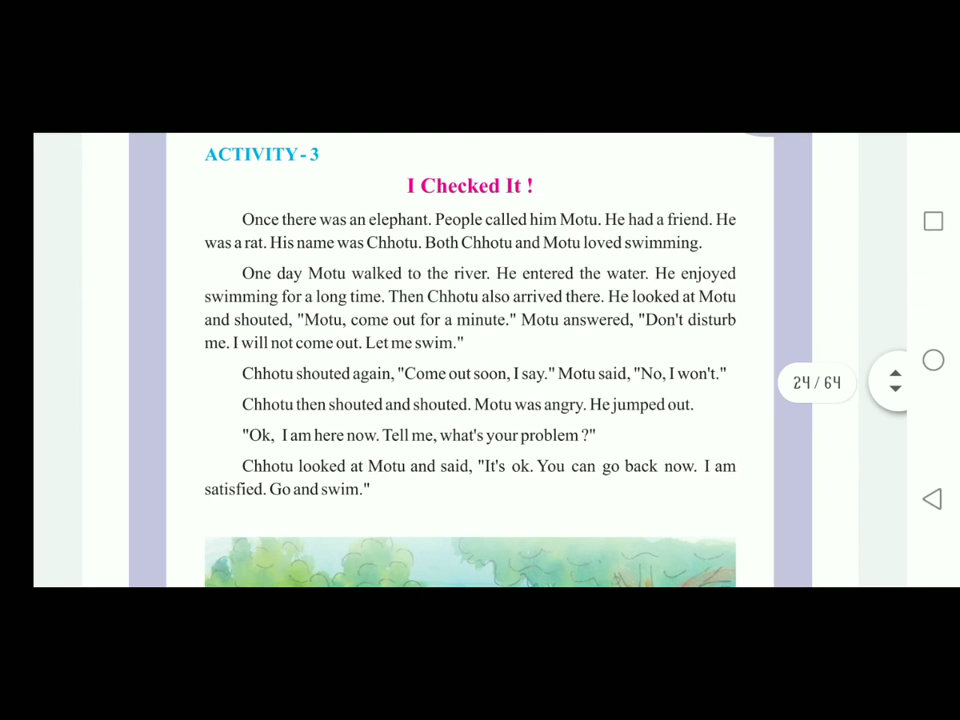 ACTIVITY - 3
I Checked It !
Once there was an elephant. People called him Motu. He had a friend. He
was a rat. His name was Chhotu. Both Chhotu and Motu loved swimming.
One day Motu walked to the river. He entered the water. He enjoyed
swimming for a long time. Then Chhotu also arrived there. He looked at Motu
and shouted, "Motu, come out for a minute." Motu answered, "Don't disturb
me. I will not come out. Let me swim."
Chhotu shouted again, "Come out soon, I say." Motu said, "No, I won't."
Chhotu then shouted and shouted. Motu was angry. He jumped out.
"Ok, I am here now. Tell me, what's your problem ?"
Chhotu looked at Motu and said, "It's ok. You can go back now. I am
satisfied. Go and swim."
24 / 64